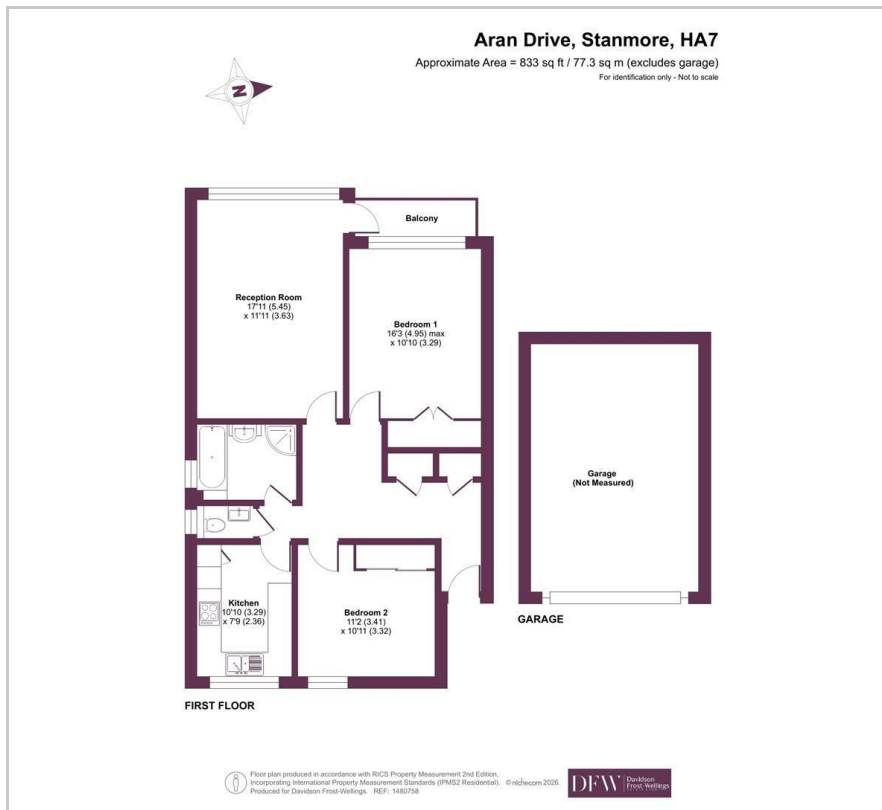 Aran Drive, Stanmore, HA7
Approximate Area = 833 sq ft / 77.3 sq m (excludes garage)
For identification only - Not to scale
N
Balcony
Reception Room
17'11 (5.45)
x 11'11 (3.63)
Bedroom 1
16'3 (4.95) max
x 10'10 (3.29)
Garage
(Not Measured)
Kitchen
10'10 (3.29)
x 7'9 (2.36)
Bedroom 2
11'2 (3.41)
x 10'11 (3.32)
GARAGE
FIRST FLOOR
Floor plan produced in accordance with RICS Property Measurement 2nd Edition.
Incorporating International Property Measurement Standards (IPMS2 Residential). ©nichecom 2026.
Produced for Davidson Frost-Wellings. REF: 1480758
DFW Davidson
Frost-Wellings